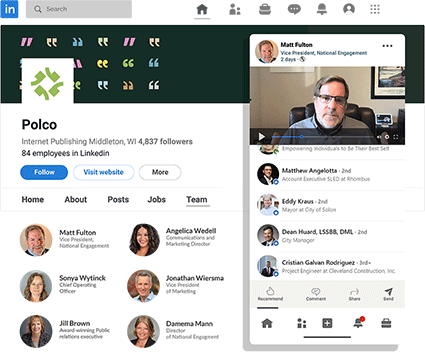 in
Search
Polco
Internet Publishing Middleton, WI 4,837 followers
84 employees in Linkedin
Follow
Visit website
More
Home
About
Posts
Jobs
Team
Matt Fulton
Vice President,
National Engagement
Angelica Wedell
Communications and
Marketing Director
Sonya Wytinck
Chief Operating
Officer
Jonathan Wiersma
Vice President
of Marketing
Jill Brown
Award-winning Public
relations executive
Damema Mann
Director
of National Engagment
Matt Fulton
Vice President, National Engagement
2 days
Empowering Individuals to Be Their Best Self
Matthew Angelotta - 2nd
Account Executive SLED at Rhombus
Eddy Kraus - 2nd
Mayor at City of Solon
Dean Huard, LSSBB, DML - 2nd
City Manager
Cristian Galvan Rodriguez - 3rd+
Project Engineer at Cleveland Construction, Inc.
Recommend
Comment
Share
Send